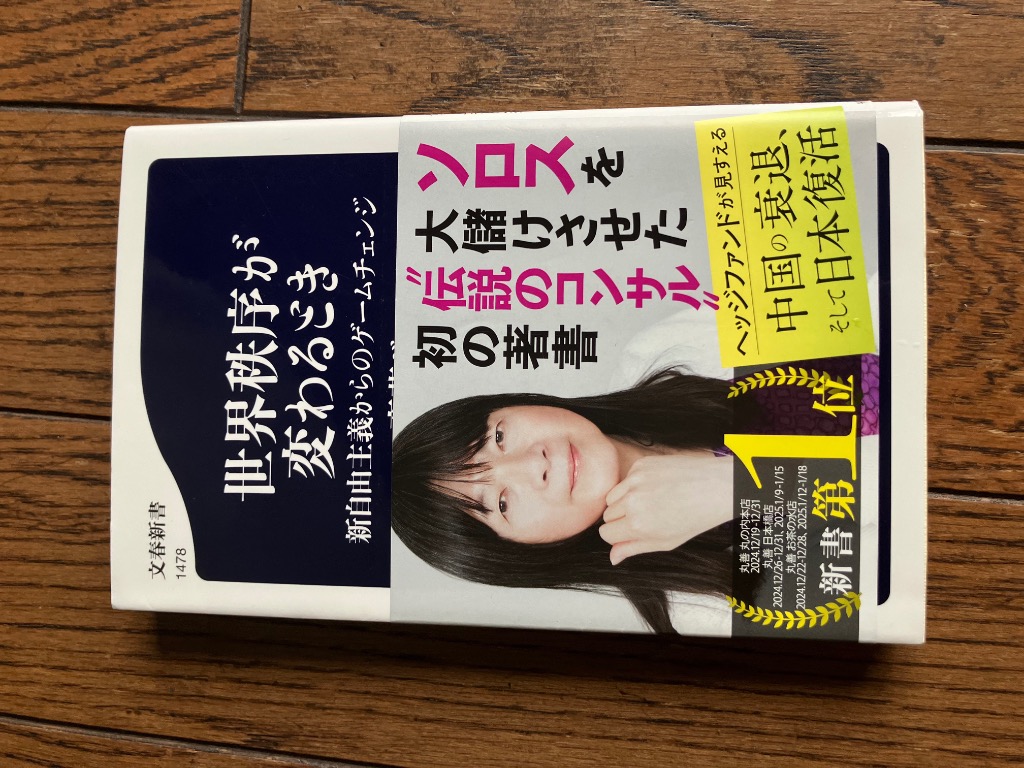 文春新書
1478
世界秩序が
変わるとき
新自由主義からのゲームチェンジ
ソロスを
大儲けさせた
“伝説のコンサル”
初の著書
ヘッジファンドが見すえる
中国の衰退、
そして日本復活
丸善 丸の内本店
2024.12/19-12/31
丸善 日本橋店
2024.12/26-12/31、2025.1/9-1/15
丸善 お茶の水店
2024.12/22-12/28、2025.1/12-1/18
新書第1位